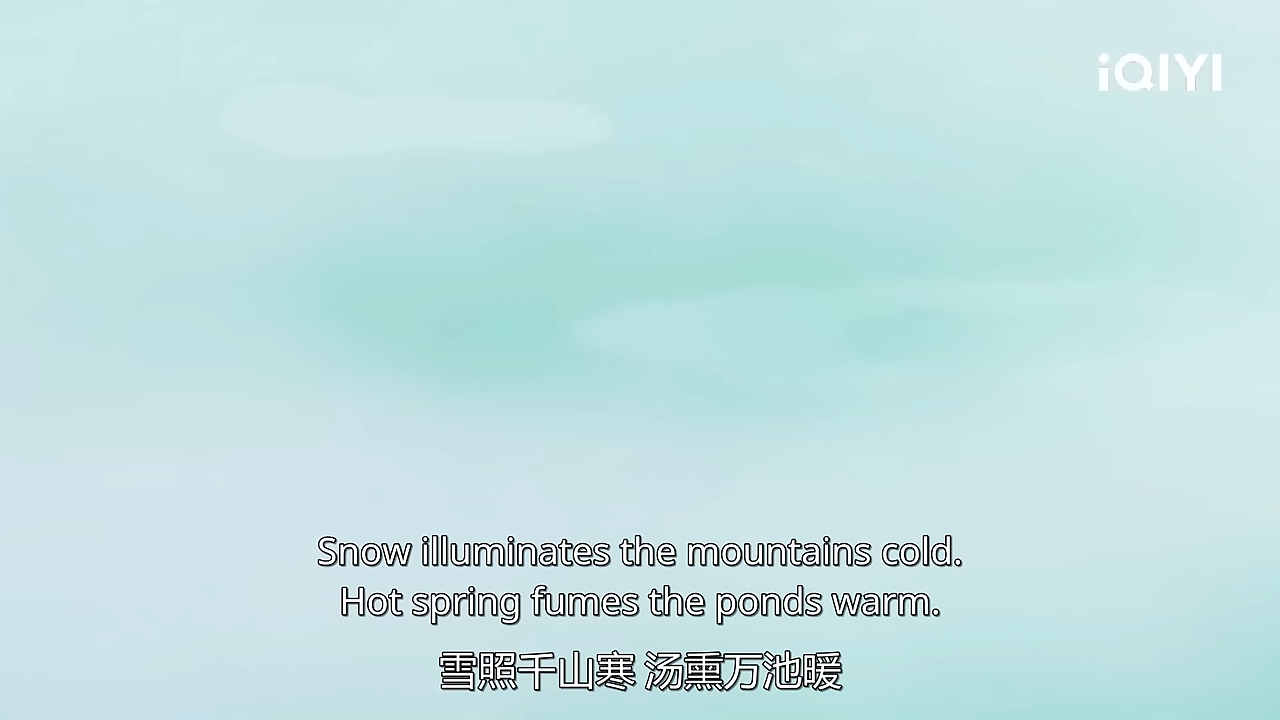 iQIYI
Snow illuminates the mountains cold.
Hot spring fumes the ponds warm.
雪照千山寒 汤熏万池暖